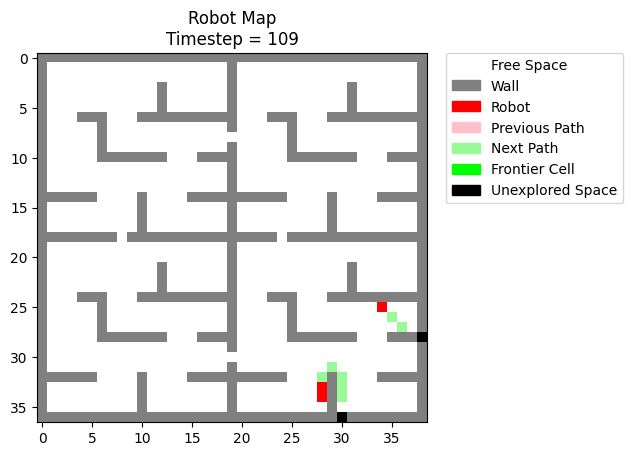 Robot Map
Timestep = 109
0
5
10
15
20
25
30
35
0
5
10
15
20
25
30
35
Free Space
Wall
Robot
Previous Path
Next Path
Frontier Cell
Unexplored Space